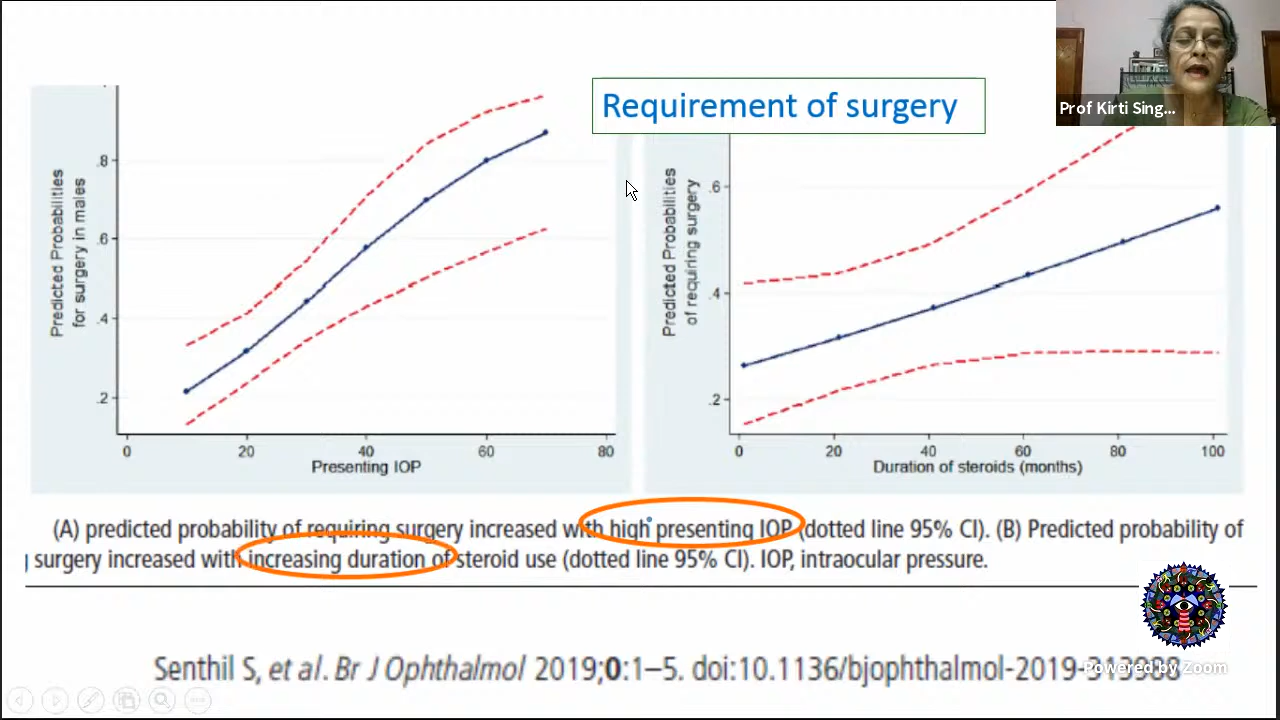 Requirement of surgery
Prof Kirti Sing...
Predicted Probabilities
for surgery in males
.8
.6
.4
.2
0 20 40 60 80
Presenting IOP
Predicted Probabilities
of requiring surgery
.6
.4
.2
0 20 40 60 80 100
Duration of steroids (months)
(A) predicted probability of requiring surgery increased with high presenting IOP (dotted line 95% CI). (B) Predicted probability of
surgery increased with increasing duration of steroid use (dotted line 95% CI). IOP, intraocular pressure.
Senthil S, et al. Br J Ophthalmol 2019;0:1–5. doi:10.1136/bjophthalmol-2019-313988
Powered by Zoom